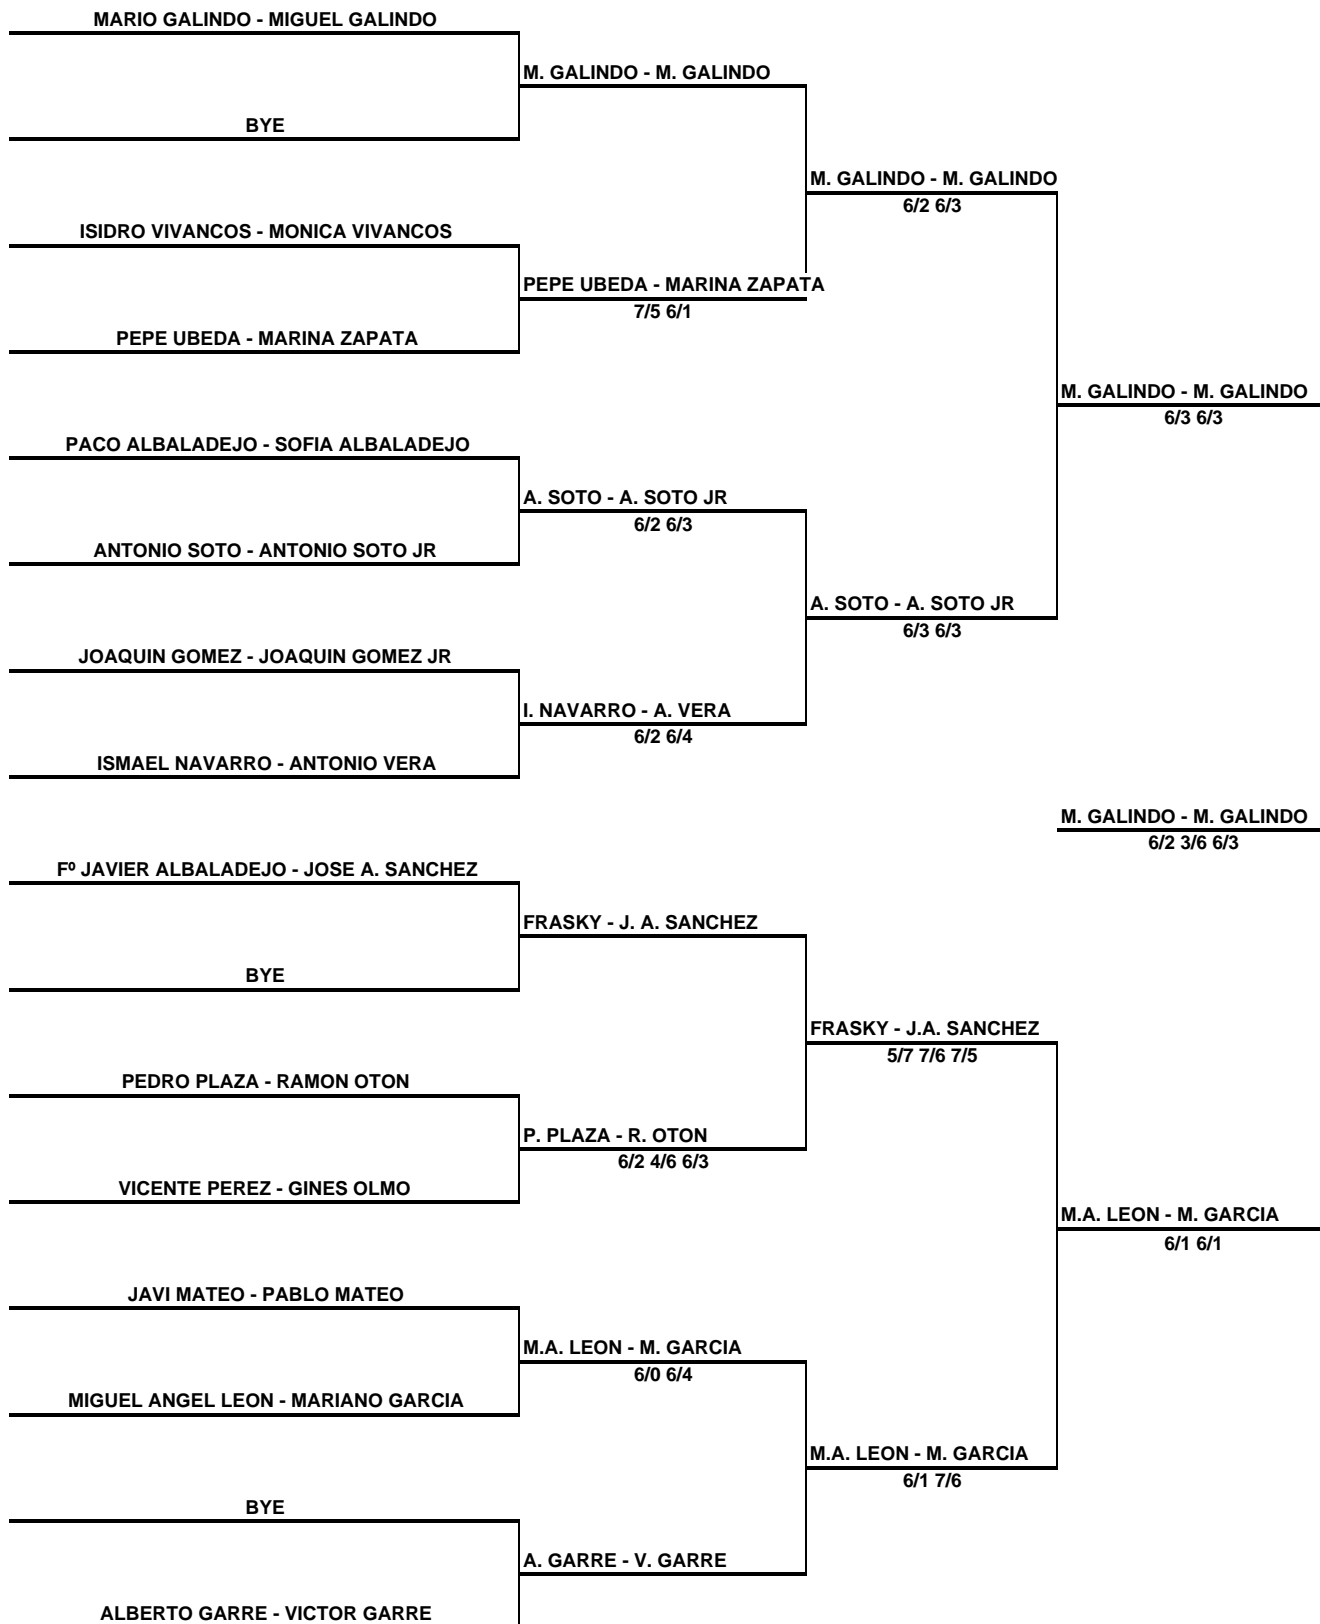 MARIO GALINDO - MIGUEL GALINDO
M. GALINDO - M. GALINDO
BYE
M. GALINDO - M. GALINDO
6/2 6/3
ISIDRO VIVANCOS - MONICA VIVANCOS
PEPE UBEDA - MARINA ZAPATA
7/5 6/1
PEPE UBEDA - MARINA ZAPATA
M. GALINDO - M. GALINDO
6/3 6/3
PACO ALBALADEJO - SOFIA ALBALADEJO
A. SOTO - A. SOTO JR
6/2 6/3
ANTONIO SOTO - ANTONIO SOTO JR
A. SOTO - A. SOTO JR
6/3 6/3
JOAQUIN GOMEZ - JOAQUIN GOMEZ JR
I. NAVARRO - A. VERA
6/2 6/4
ISMAEL NAVARRO - ANTONIO VERA
M. GALINDO - M. GALINDO
6/2 3/6 6/3
Fº JAVIER ALBALADEJO - JOSE A. SANCHEZ
FRASKY - J. A. SANCHEZ
BYE
FRASKY - J.A. SANCHEZ
5/7 7/6 7/5
PEDRO PLAZA - RAMON OTON
P. PLAZA - R. OTON
6/2 4/6 6/3
VICENTE PEREZ - GINES OLMO
M.A. LEON - M. GARCIA
6/1 6/1
JAVI MATEO - PABLO MATEO
M.A. LEON - M. GARCIA
6/0 6/4
MIGUEL ANGEL LEON - MARIANO GARCIA
M.A. LEON - M. GARCIA
6/1 7/6
BYE
A. GARRE - V. GARRE
ALBERTO GARRE - VICTOR GARRE